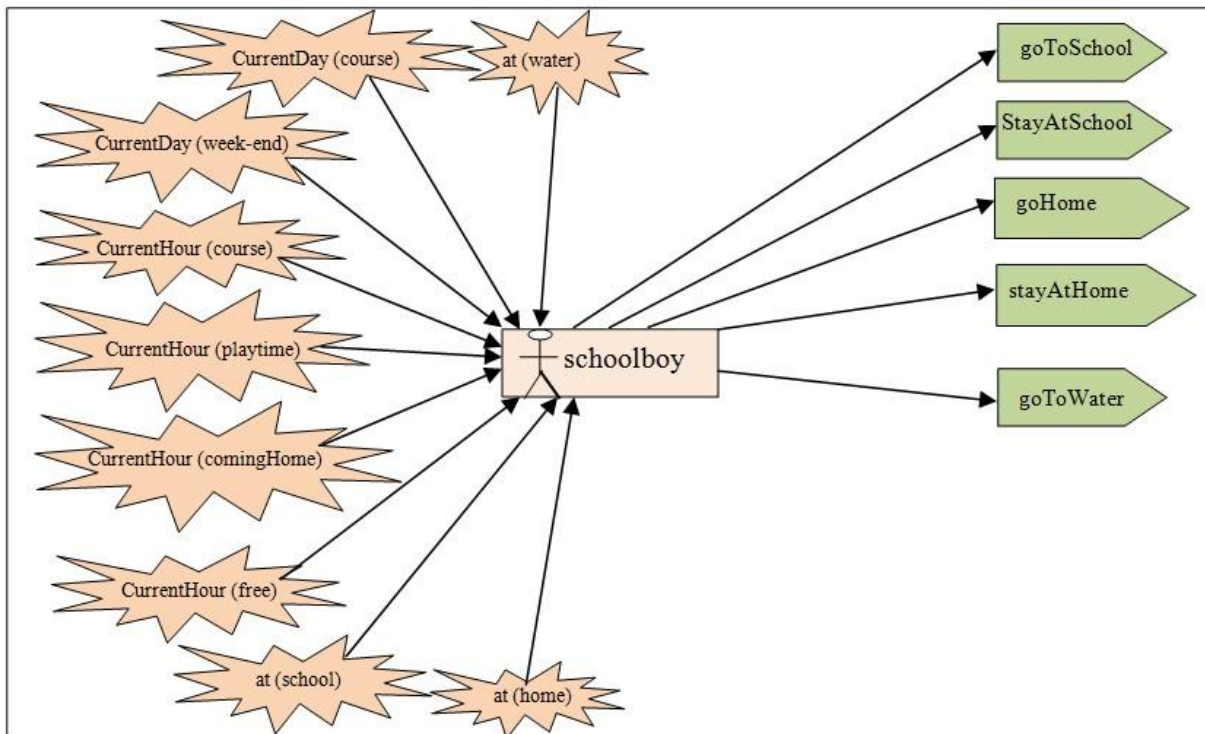 CurrentDay (course)
at (water)
CurrentDay (week-end)
CurrentHour (course)
CurrentHour (playtime)
CurrentHour (comingHome)
CurrentHour (free)
at (school)
at (home)
schoolboy
goToSchool
StayAtSchool
goHome
stayAtHome
goToWater